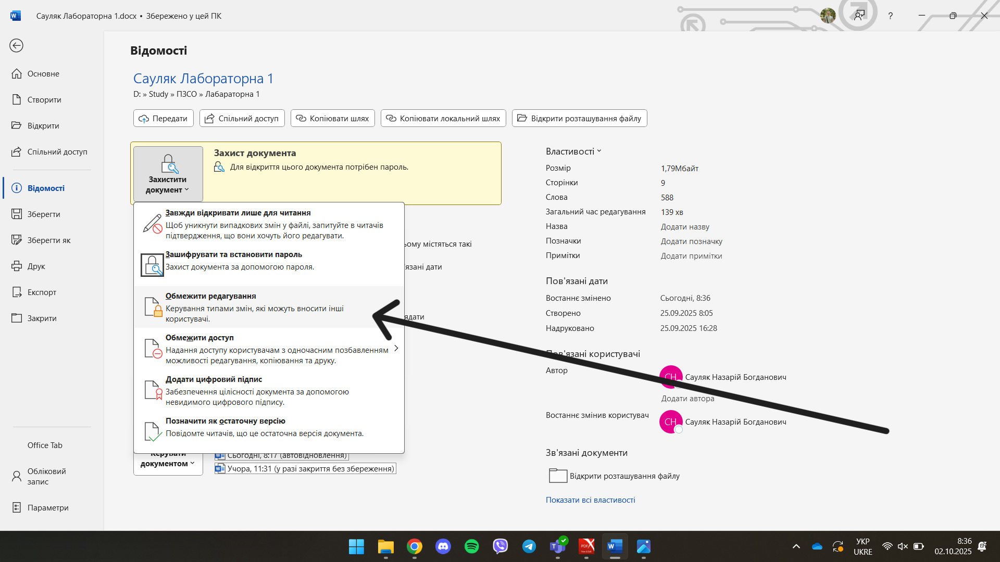 Сауляк Лабораторна 1.docx • Збережено у цей ПК
?
Основне
Створити
Відкрити
Спільний доступ
Відомості
Зберегти
Зберегти як
Друк
Експорт
Закрити
Office Tab
Обліковий
запис
Параметри
Відомості
Сауляк Лабораторна 1
D: » Study » ПЗСО » Лабараторна 1
Передати
Спільний доступ
Копіювати шлях
Копіювати локальний шлях
Відкрити розташування файлу
Захистити
документ
Захист документа
Для відкриття цього документа потрібен пароль.
Завжди відкривати лише для читання
Щоб уникнути випадкових змін у файлі, запитуйте в читачів
підтвердження, що вони хочуть його редагувати.
Зашифрувати та встановити пароль
Захист документа за допомогою пароля.
Обмежити редагування
Керування типами змін, які можуть вносити інші
користувачі.
Обмежити доступ
Надання доступу користувачам з одночасним позбавленням
можливості редагування, копіювання та друку.
Додати цифровий підпис
Забезпечення цілісності документа за допомогою
невидимого цифрового підпису.
Позначити як остаточну версію
Повідомте читачів, що це остаточна версія документа.
містяться такі
дати
Керувати
документом
Сьогодні, 8:17 (автовідновлення)
Учора, 11:31 (у разі закриття без збереження)
Властивості
Розмір 1,79Мбайт
Сторінки 9
Слова 588
Загальний час редагування 139 хв
Назва Додати назву
Позначки Додати позначку
Примітки Додати примітки
Пов'язані дати
Востаннє змінено Сьогодні, 8:36
Створено 25.09.2025 8:05
Надруковано 25.09.2025 16:28
Пов'язані користувачі
Автор
СН Сауляк Назарій Богданович
Додати автора
Востаннє змінив користувач
СН Сауляк Назарій Богданович
Зв'язані документи
Відкрити розташування файлу
Показати всі властивості
УКР
UKRE
8:36
02.10.2025